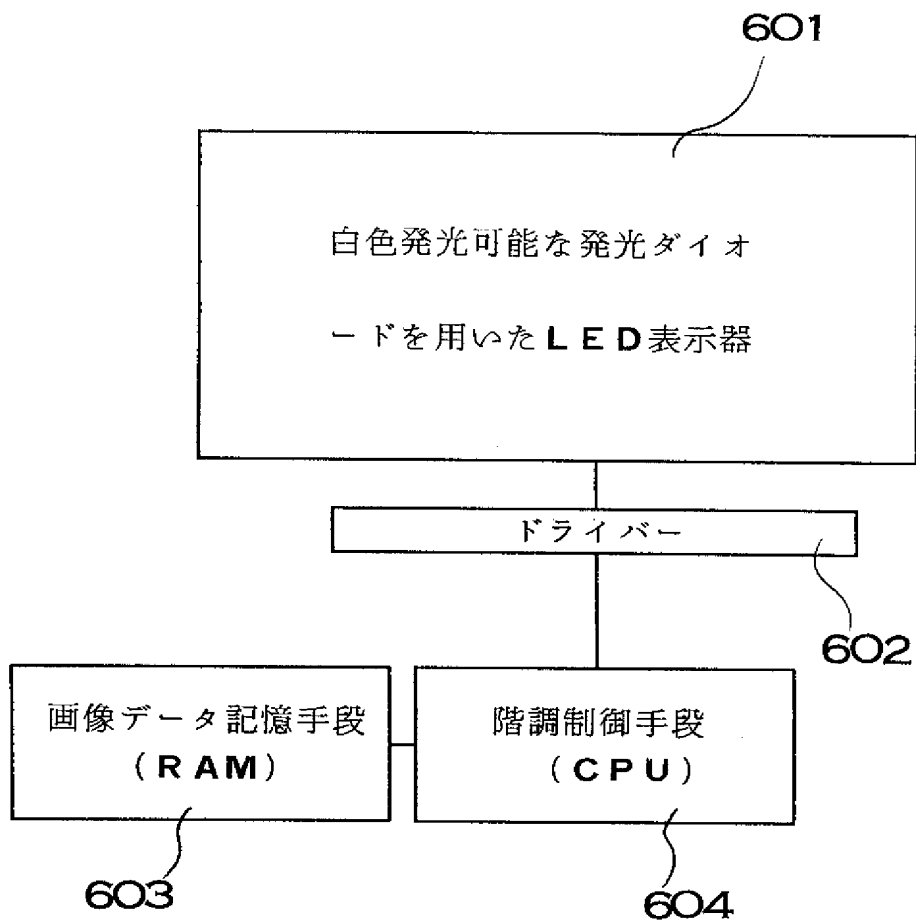 601
白色発光可能な発光ダイオ
ードを用いたLED表示器
ドライバー
602
画像データ記憶手段
(RAM)
階調制御手段
(CPU)
603
604